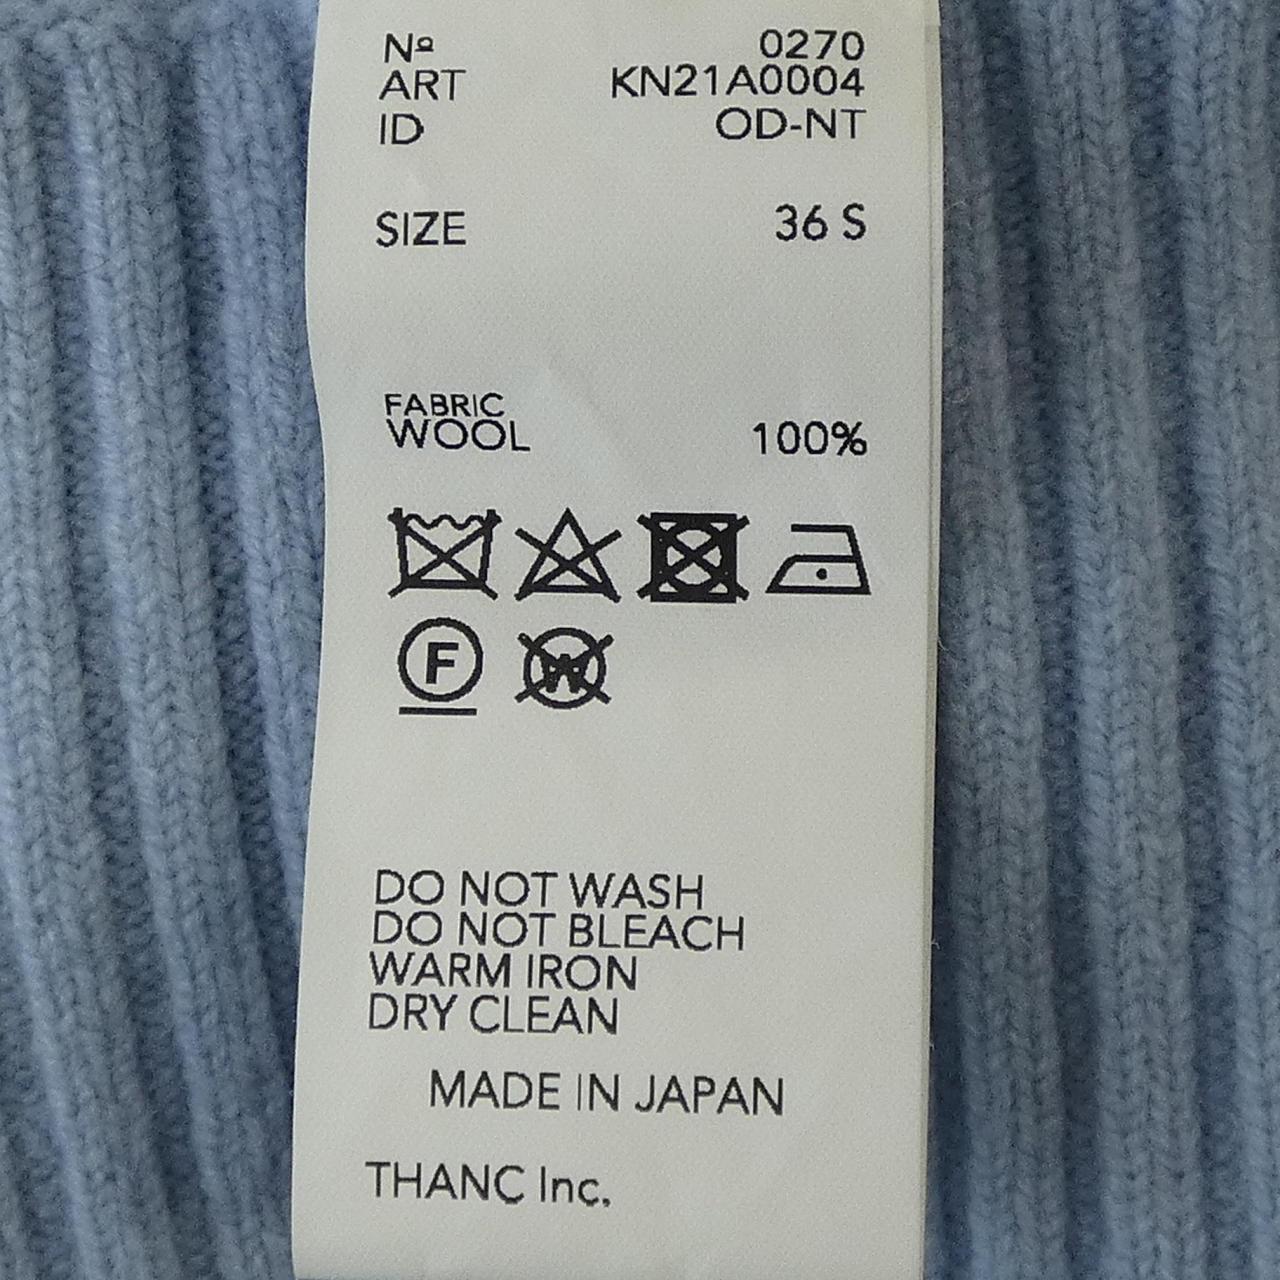 Nº 0270
ART KN21A0004
ID OD-NT
SIZE 36 S
FABRIC
WOOL 100%
F W
DO NOT WASH
DO NOT BLEACH
WARM IRON
DRY CLEAN
MADE IN JAPAN
THANC Inc.